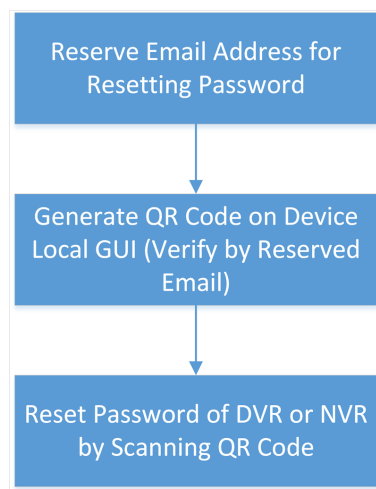 Reserve Email Address for
Resetting Password
Generate QR Code on Device
Local GUI (Verify by Reserved
Email)
Reset Password of DVR or NVR
by Scanning QR Code